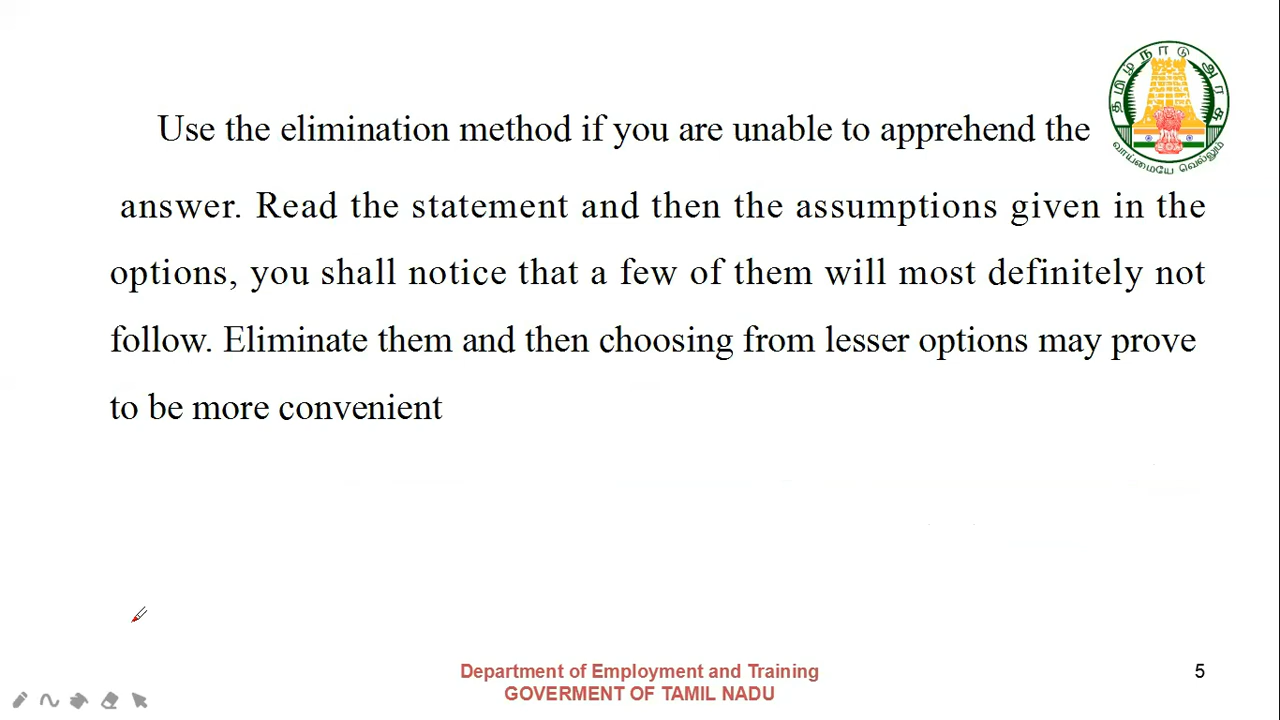 தமிழ்நாடு அரசு
வாய்மையே வெல்லும்
Use the elimination method if you are unable to apprehend the
answer. Read the statement and then the assumptions given in the
options, you shall notice that a few of them will most definitely not
follow. Eliminate them and then choosing from lesser options may prove
to be more convenient
Department of Employment and Training
GOVERMENT OF TAMIL NADU
5